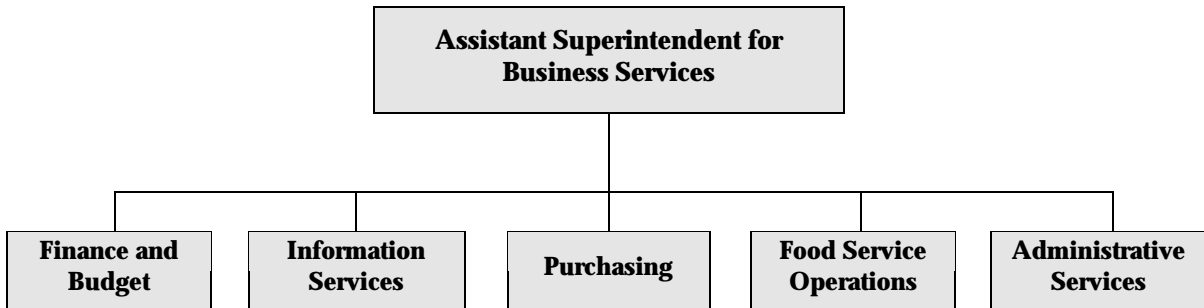 Assistant Superintendent for
Business Services
Finance and
Budget
Information
Services
Purchasing
Food Service
Operations
Administrative
Services